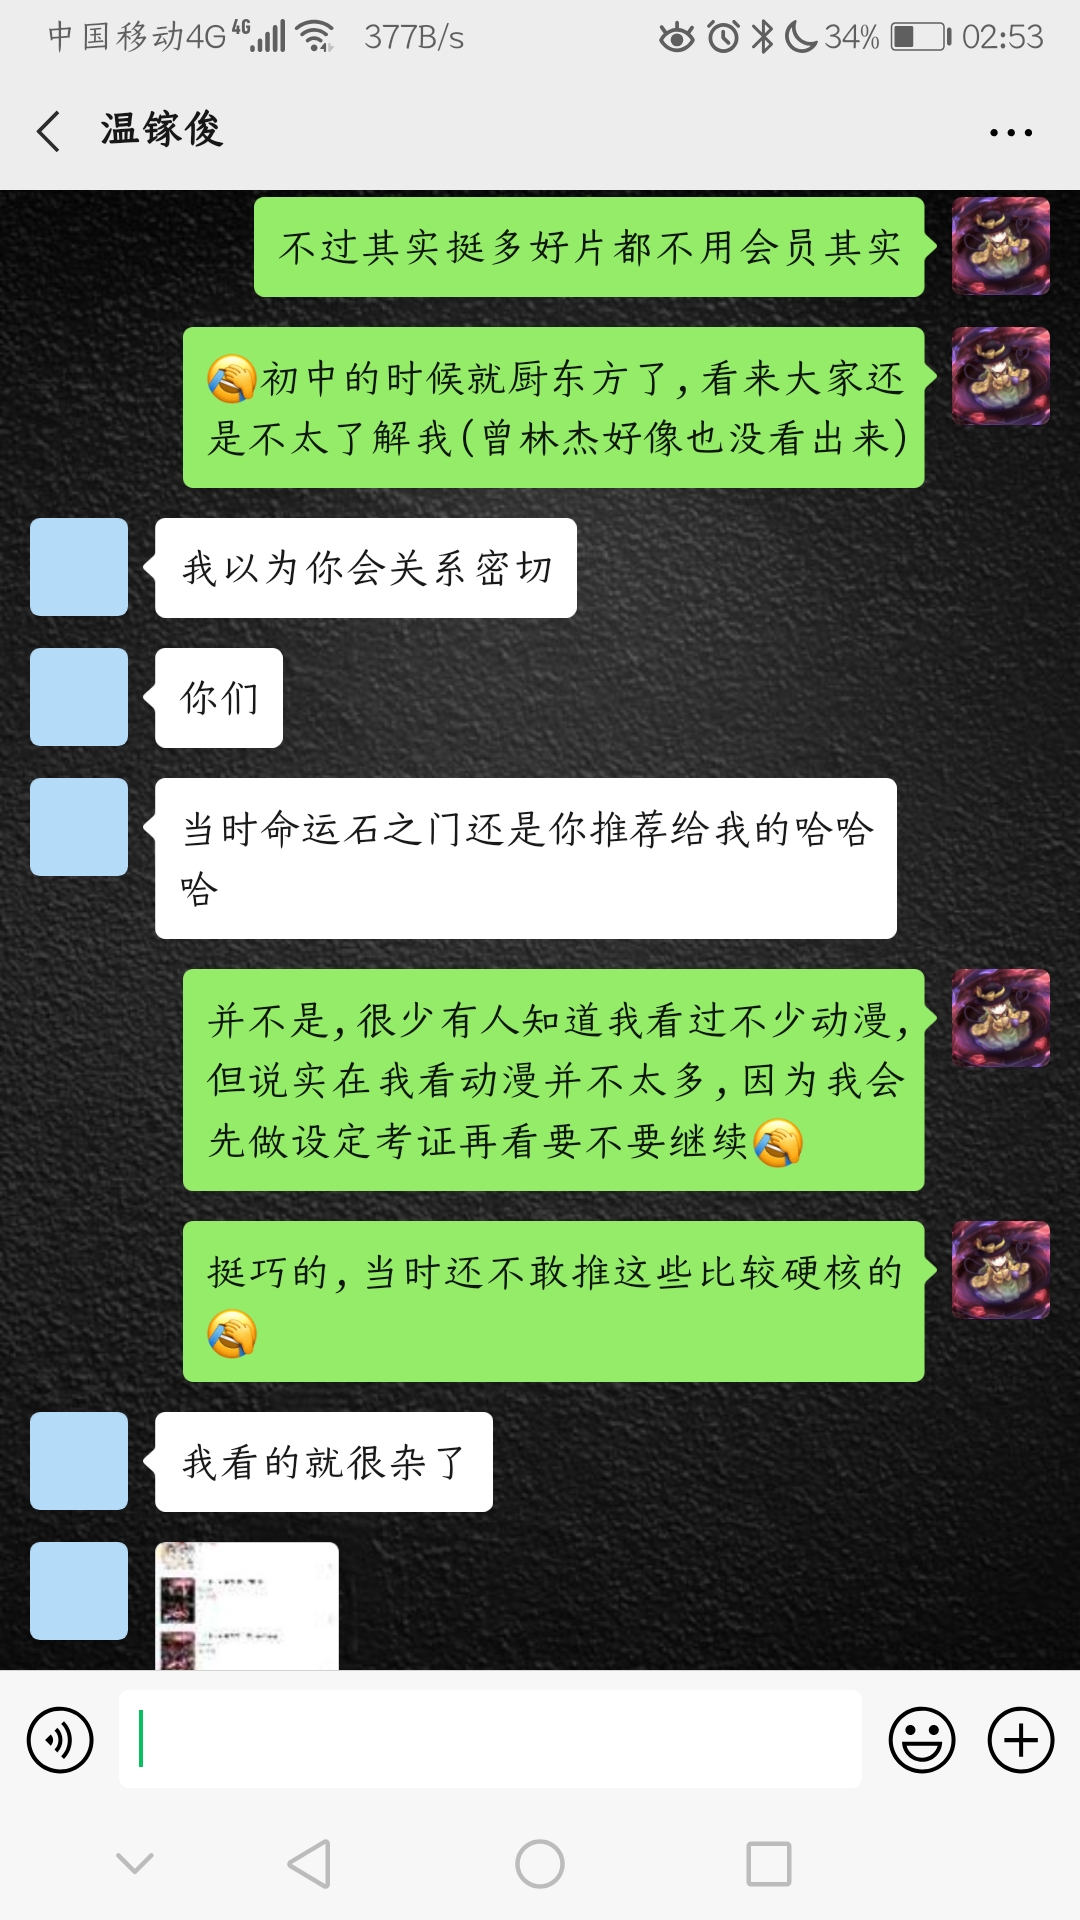 中国移动4G 4G 377B/s 34% 02:53
温镓俊
不过其实挺多好片都不用会员其实
🤣初中的时候就厨东方了,看来大家还
是不太了解我(曾林杰好像也没看出来)
我以为你会关系密切
你们
当时命运石之门还是你推荐给我的哈哈
哈
并不是,很少有人知道我看过不少动漫,
但说实在我看动漫并不太多,因为我会
先做设定考证再看要不要继续
挺巧的,当时还不敢推这些比较硬核的
我看的就很杂了